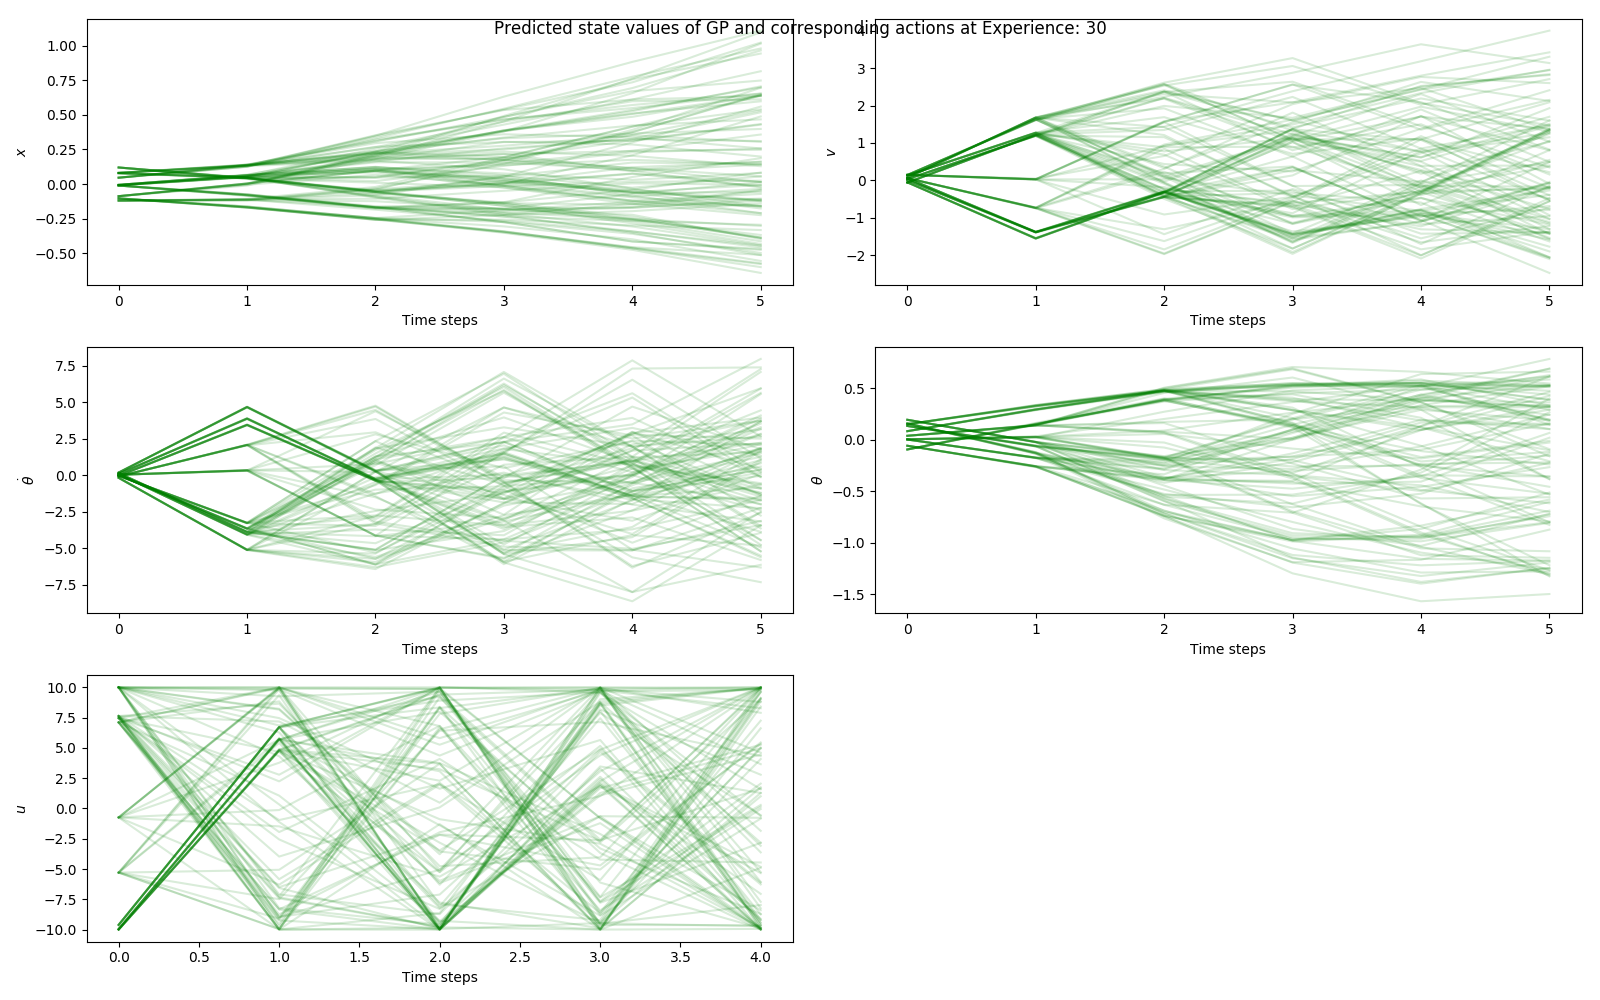 Predicted state values of GP and corresponding actions at Experience: 30
1.00
0.75
0.50
0.25
0.00
−0.25
−0.50
x
0 1 2 3 4 5
Time steps
4
3
2
1
0
−1
−2
v
0 1 2 3 4 5
Time steps
7.5
5.0
2.5
0.0
−2.5
−5.0
−7.5
θ̇
0 1 2 3 4 5
Time steps
0.5
0.0
−0.5
−1.0
−1.5
θ
0 1 2 3 4 5
Time steps
10.0
7.5
5.0
2.5
0.0
−2.5
−5.0
−7.5
−10.0
u
0.0 0.5 1.0 1.5 2.0 2.5 3.0 3.5 4.0
Time steps